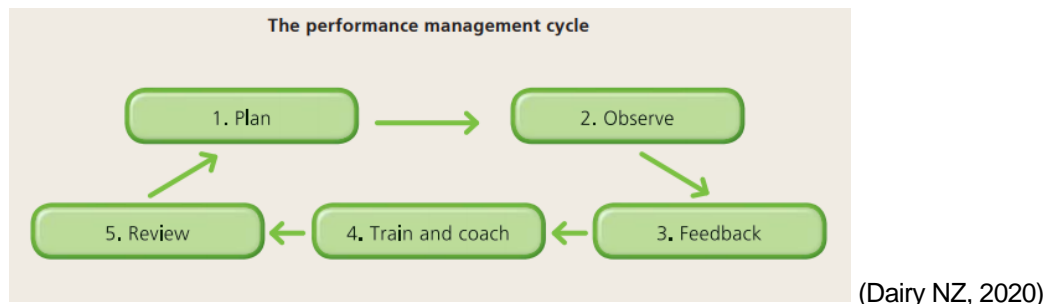 The performance management cycle
1. Plan
2. Observe
3. Feedback
4. Train and coach
5. Review
(Dairy NZ, 2020)